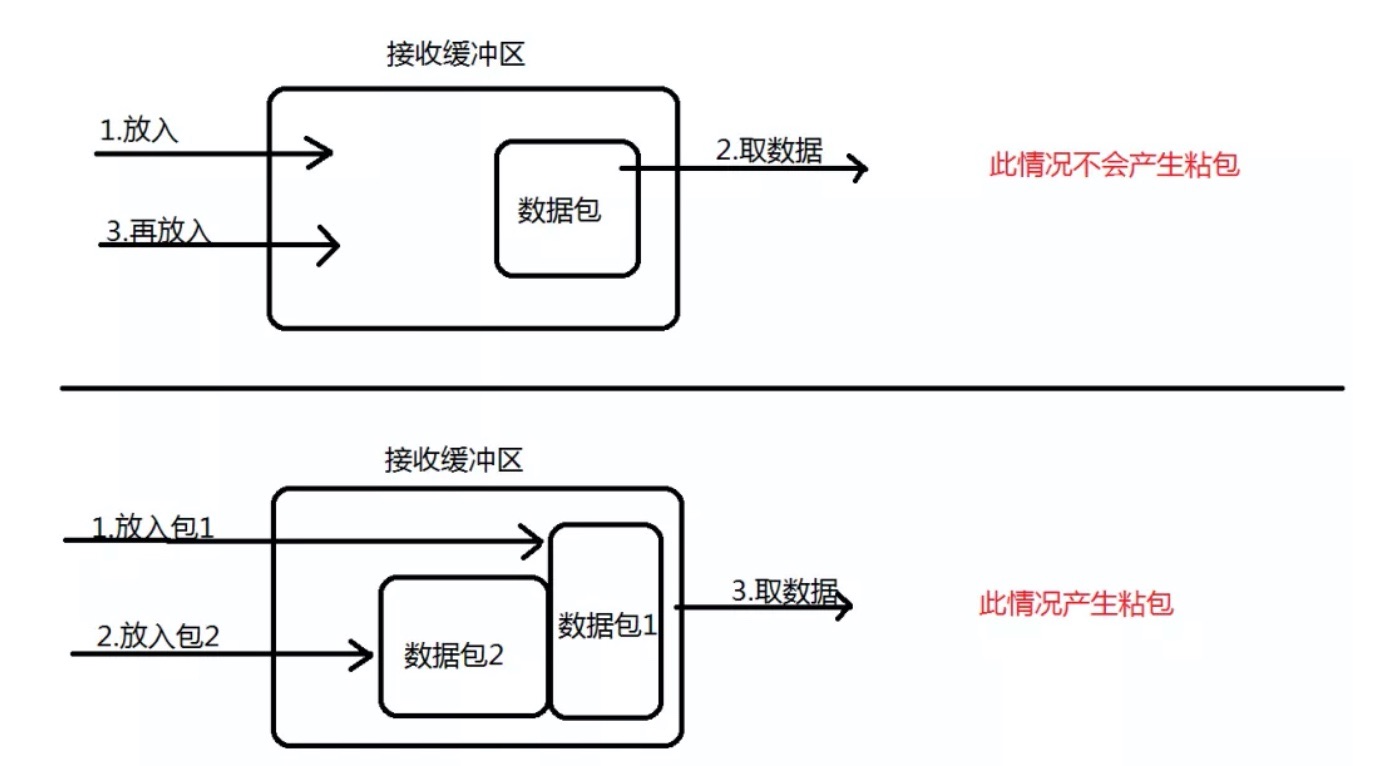 接收缓冲区
1.放入
2.取数据
此情况不会产生粘包
数据包
3.再放入
接收缓冲区
1.放入包1
3.取数据
此情况产生粘包
数据包1
2.放入包2
数据包2